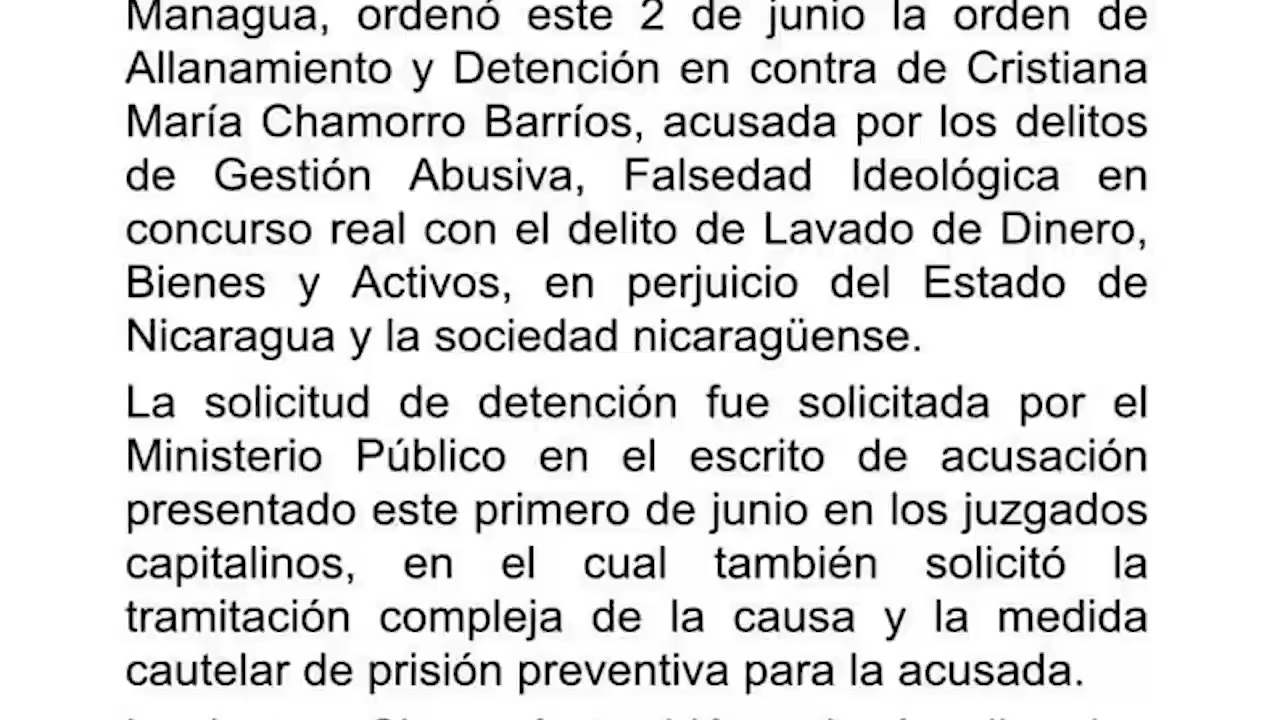 Managua, ordenó este 2 de junio la orden de
Allanamiento y Detención en contra de Cristiana
María Chamorro Barríos, acusada por los delitos
de Gestión Abusiva, Falsedad Ideológica en
concurso real con el delito de Lavado de Dinero,
Bienes y Activos, en perjuicio del Estado de
Nicaragua y la sociedad nicaragüense.
La solicitud de detención fue solicitada por el
Ministerio Público en el escrito de acusación
presentado este primero de junio en los juzgados
capitalinos, en el cual también solicitó la
tramitación compleja de la causa y la medida
cautelar de prisión preventiva para la acusada.